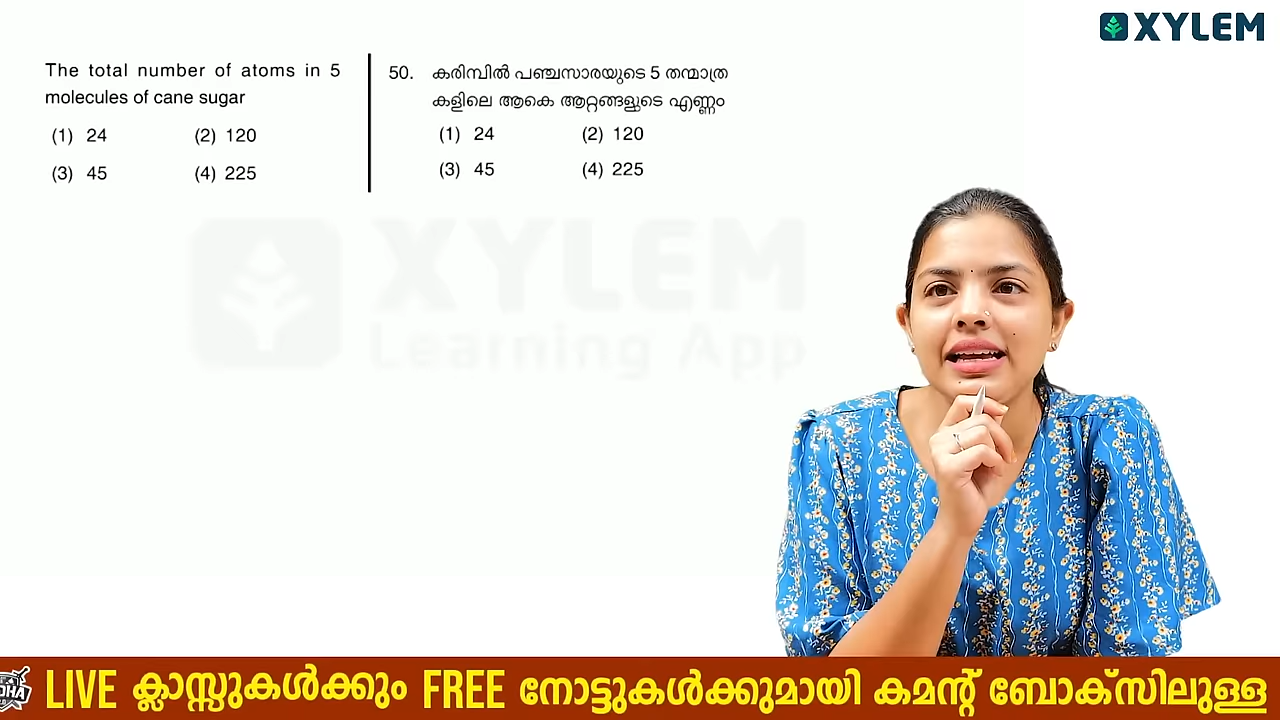 XYLEM
The total number of atoms in 5
molecules of cane sugar
(1) 24 (2) 120
(3) 45 (4) 225
50. കരിമ്പിൽ പഞ്ചസാരയുടെ 5 തന്മാത്ര
കളിലെ ആകെ ആറ്റങ്ങളുടെ എണ്ണം
(1) 24 (2) 120
(3) 45 (4) 225
XYLEM
Learning App
LIVE ക്ലാസ്സുകൾക്കും FREE നോട്ടുകൾക്കുമായി കമന്റ് ബോക്സിലുള്ള